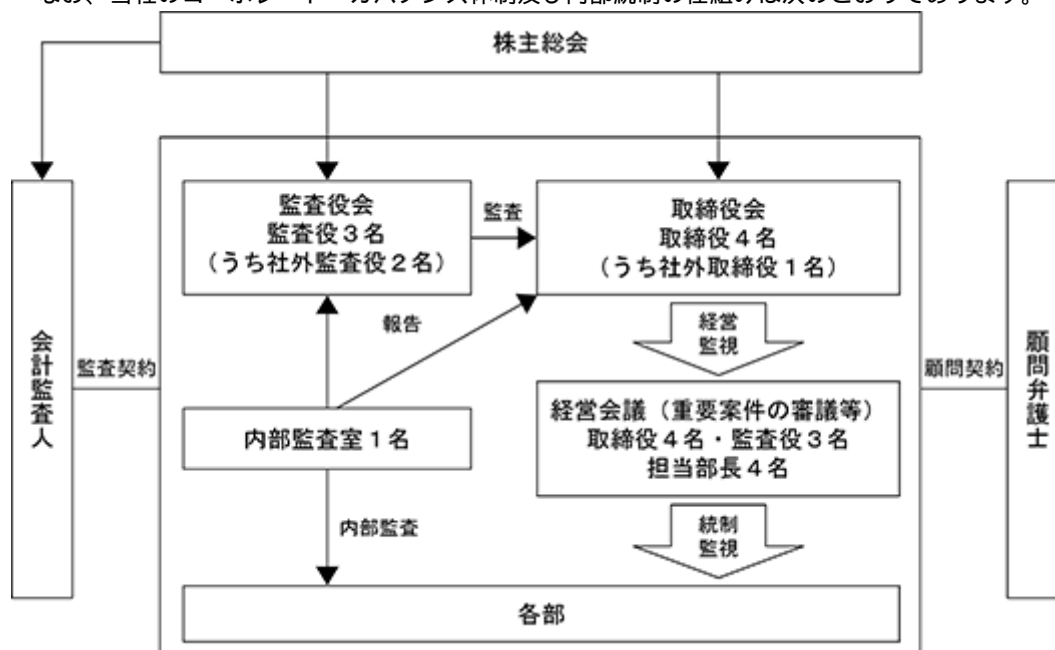 なお、当社のコーポレート・ガバナンス体制及び内部統制の仕組みは次のとおりであります。
株主総会
監査役会
監査役３名
（うち社外監査役２名）
監査
取締役会
取締役４名
（うち社外取締役１名）
報告
経営
監視
会計監査人
監査契約
顧問契約
顧問弁護士
内部監査室１名
経営会議（重要案件の審議等）
取締役４名・監査役３名
担当部長４名
内部監査
統制
監視
各部